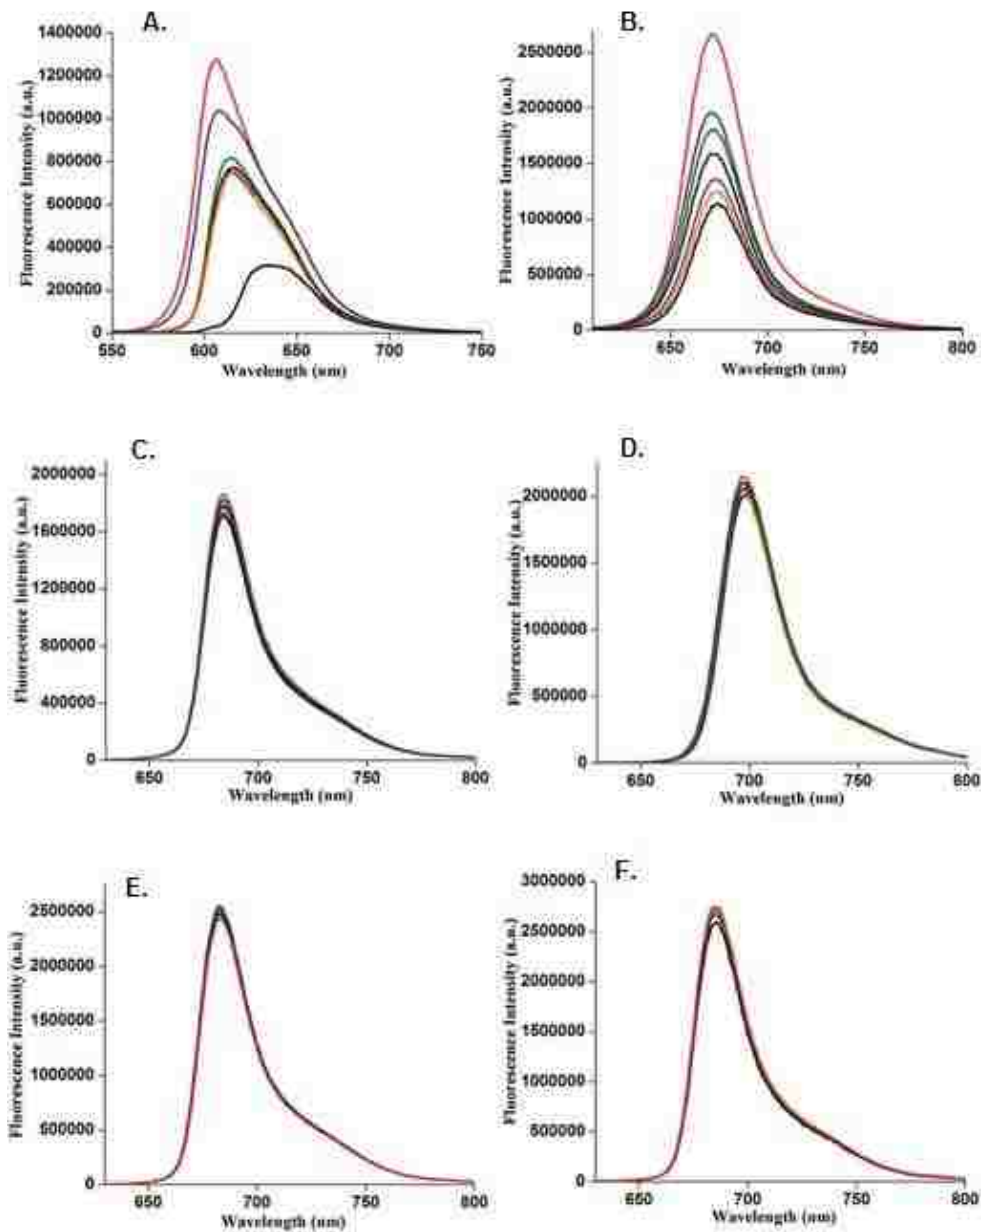 A.
Fluorescence Intensity (a.u.)
1400000
1200000
1000000
800000
600000
400000
200000
0
550 600 650 700 750
Wavelength (nm)
B.
Fluorescence Intensity (a.u.)
2500000
2000000
1500000
1000000
500000
0
650 700 750 800
Wavelength (nm)
C.
Fluorescence Intensity (a.u.)
2000000
1600000
1200000
800000
400000
0
650 700 750 800
Wavelength (nm)
D.
Fluorescence Intensity (a.u.)
2000000
1500000
1000000
500000
0
650 700 750 800
Wavelength (nm)
E.
Fluorescence Intensity (a.u.)
2500000
2000000
1500000
1000000
500000
0
650 700 750 800
Wavelength (nm)
F.
Fluorescence Intensity (a.u.)
3000000
2500000
2000000
1500000
1000000
500000
0
650 700 750 800
Wavelength (nm)